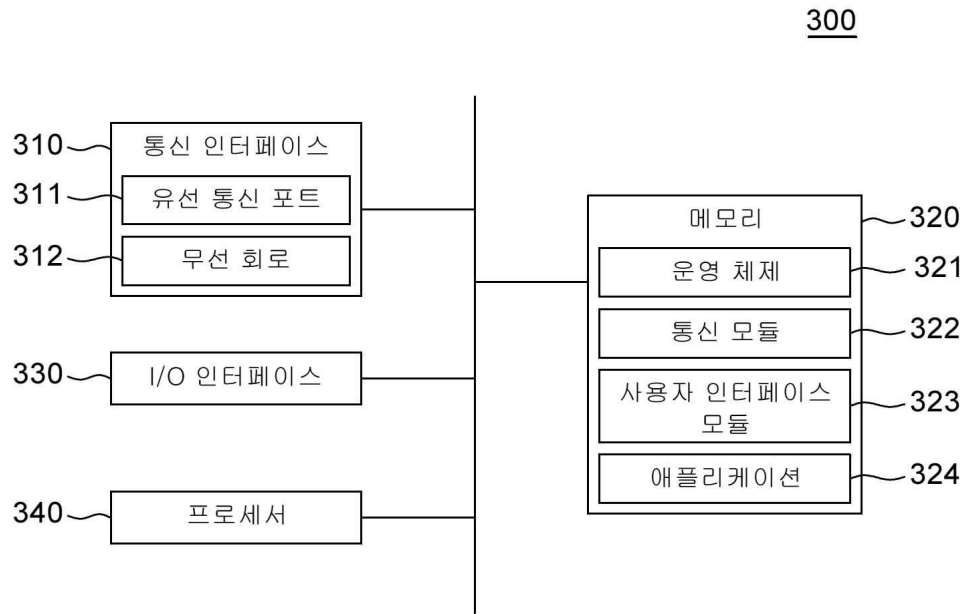 300
310
통신 인터페이스
311
유선 통신 포트
312
무선 회로
330
I/O 인터페이스
340
프로세서
메모리
320
운영 체제
321
통신 모듈
322
사용자 인터페이스
모듈
323
애플리케이션
324